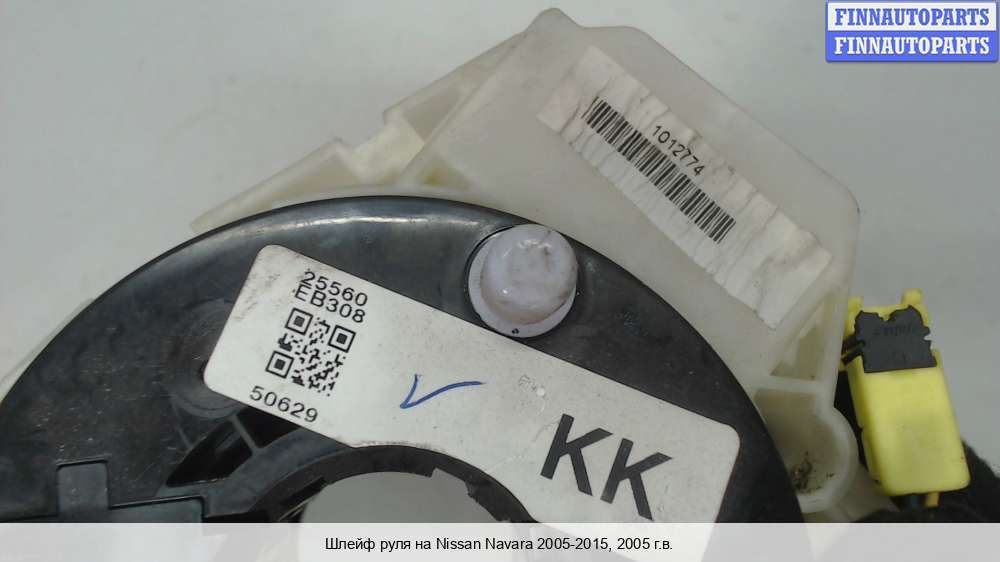 FINNAUTOPARTS
FINNAUTOPARTS
1012774
25560
EB308
50629
KK
Шлейф руля на Nissan Navara 2005-2015, 2005 г.в.